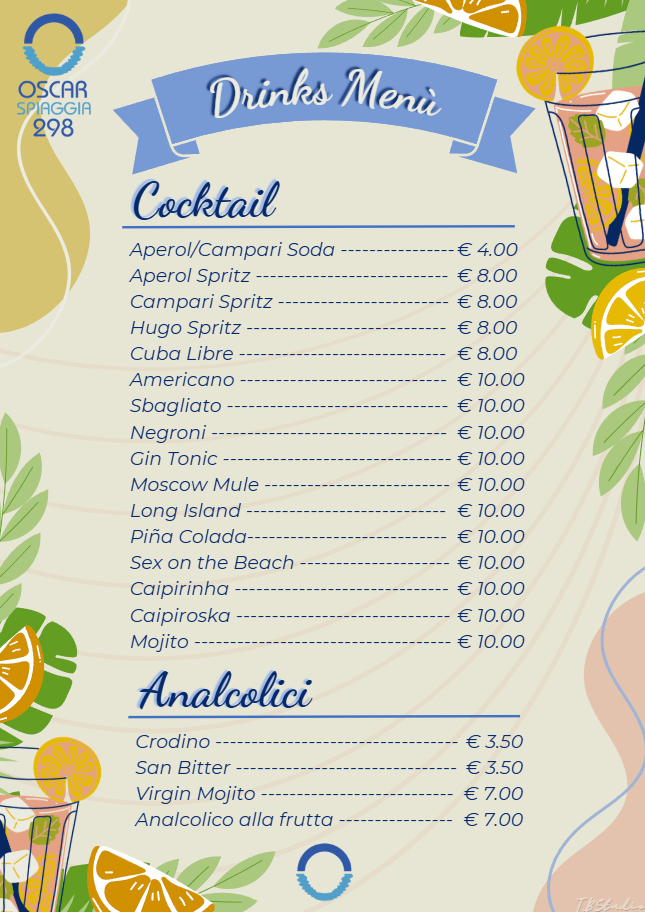 OSCAR
SPIAGGIA
298
Drinks Menù
Cocktail
Aperol/Campari Soda ----------------€ 4.00
Aperol Spritz --------------------------- € 8.00
Campari Spritz ------------------------ € 8.00
Hugo Spritz ---------------------------- € 8.00
Cuba Libre ----------------------------- € 8.00
Americano ----------------------------- € 10.00
Sbagliato ------------------------------- € 10.00
Negroni --------------------------------- € 10.00
Gin Tonic -------------------------------- € 10.00
Moscow Mule -------------------------- € 10.00
Long Island ----------------------------- € 10.00
Piña Colada---------------------------- € 10.00
Sex on the Beach --------------------- € 10.00
Caipirinha ------------------------------ € 10.00
Caipiroska ------------------------------ € 10.00
Mojito ------------------------------------ € 10.00
Analcolici
Crodino ---------------------------------- € 3.50
San Bitter ------------------------------- € 3.50
Virgin Mojito --------------------------- € 7.00
Analcolico alla frutta ---------------- € 7.00
TBStudio